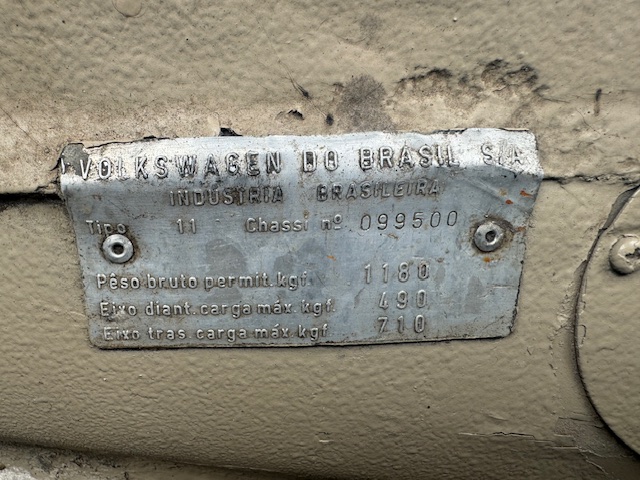 VOLKSWAGEN DO BRASIL S/A
INDÚSTRIA BRASILEIRA
Tipo 11 Chassi nº 099500
Pêso bruto permit. kgf. 1180
Eixo diant. carga máx. kgf. 490
Eixo tras. carga máx. kgf. 710